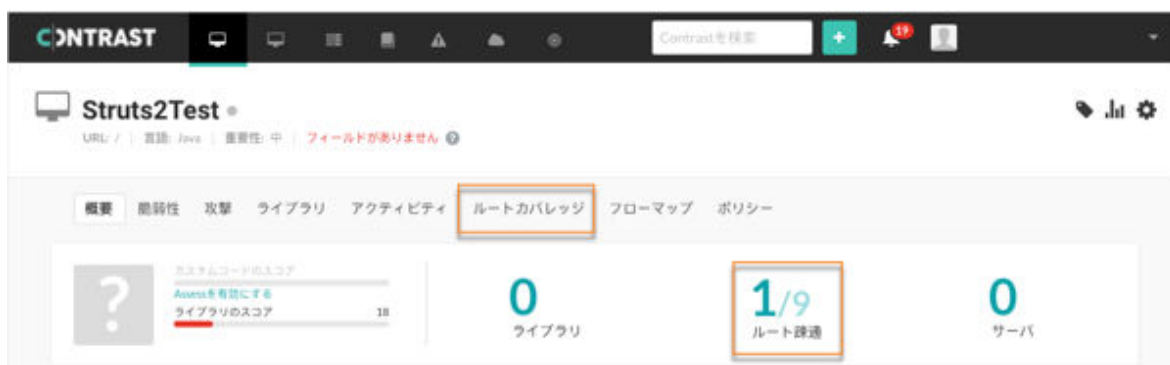 CONTRAST
Contrastを検索
+
19
Struts2Test
URL: / | 言語: Java | 重要性: 中 | フィールドがありません ?
概要 脆弱性 攻撃 ライブラリ アクティビティ ルートカバレッジ フローマップ ポリシー
?
カスタムコードのスコア
Assessを有効にする
ライブラリのスコア 18
0
ライブラリ
1/9
ルート疎通
0
サーバ